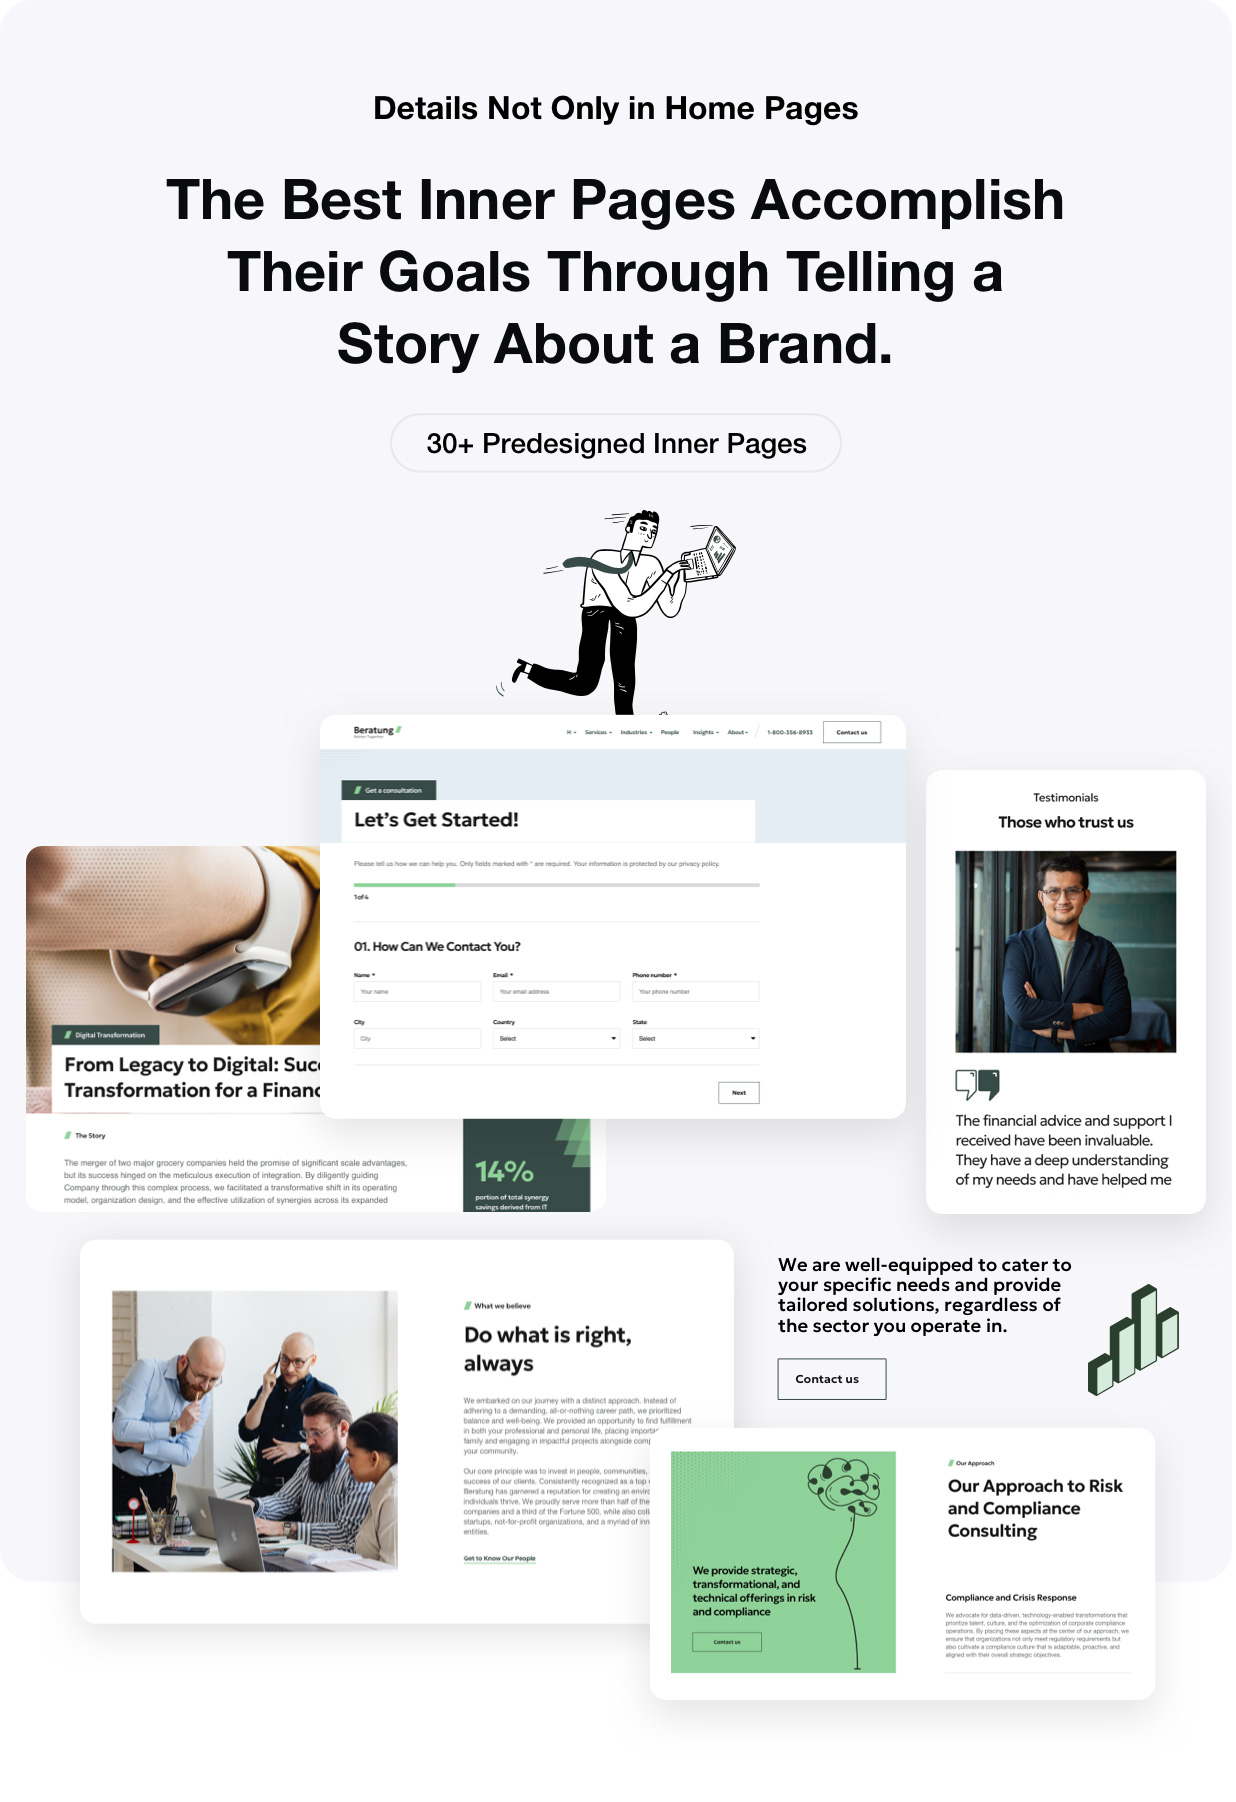 Details Not Only in Home Pages
The Best Inner Pages Accomplish
Their Goals Through Telling a
Story About a Brand.
30+ Predesigned Inner Pages
Beratung
Better Together
H
Services
Industries
People
Insights
About
1-800-356-8933
Contact us
Get a consultation
Let's Get Started!
Please tell us how we can help you. Only fields marked with * are required. Your information is protected by our privacy policy.
1 of 4
01. How Can We Contact You?
Name *
Email *
Phone number *
Your name
Your email address
Your phone number
City
Country
State
City
Select
Select
Next
Testimonials
Those who trust us
The financial advice and support I
received have been invaluable.
They have a deep understanding
of my needs and have helped me
Digital Transformation
From Legacy to Digital:
Transformation for a
The Story
The merger of two major grocery companies held the promise of significant scale advantages,
but its success hinged on the meticulous execution of integration. By diligently guiding
Company through this complex process, we facilitated a transformative shift in its operating
model, organization design, and the effective utilization of synergies across its expanded
14%
portion of total synergy
savings derived from IT
What we believe
Do what is right,
always
We embarked on our journey with a distinct approach. Instead of
adhering to a demanding, all-or-nothing career path, we prioritized
balance and well-being. We provided an opportunity to find fulfillment
in both your professional and personal life, placing
family and engaging in impactful projects alongside
your community.
Our core principle was to invest in people, communities,
success of our clients. Consistently recognized as a top
Beratung has garnered a reputation for creating an
individuals thrive. We proudly serve more than half of the
companies and a third of the Fortune 500, while also
startups, not-for-profit organizations, and a myriad of
entities.
Get to Know Our People
We are well-equipped to cater to
your specific needs and provide
tailored solutions, regardless of
the sector you operate in.
Contact us
We provide strategic,
transformational, and
technical offerings in risk
and compliance
Contact us
Our Approach
Our Approach to Risk
and Compliance
Consulting
Compliance and Crisis Response
We advocate for data-driven, technology-enabled transformations that
prioritize talent, culture, and the optimization of corporate compliance
operations. By placing these aspects at the center of our approach, we
ensure that organizations not only meet regulatory requirements but
also cultivate a compliance culture that is adaptable, proactive, and
aligned with their overall strategic objectives.